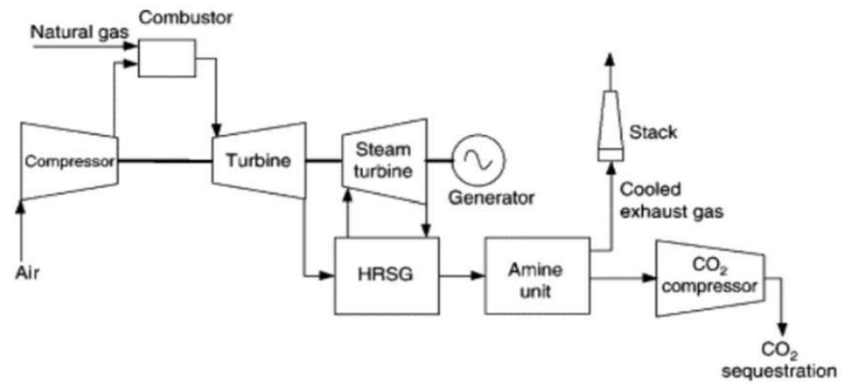 Combustor
Natural gas
Compressor
Turbine
Steam
turbine
Generator
Stack
Cooled
exhaust gas
Air
HRSG
Amine
unit
CO₂
compressor
CO₂
sequestration